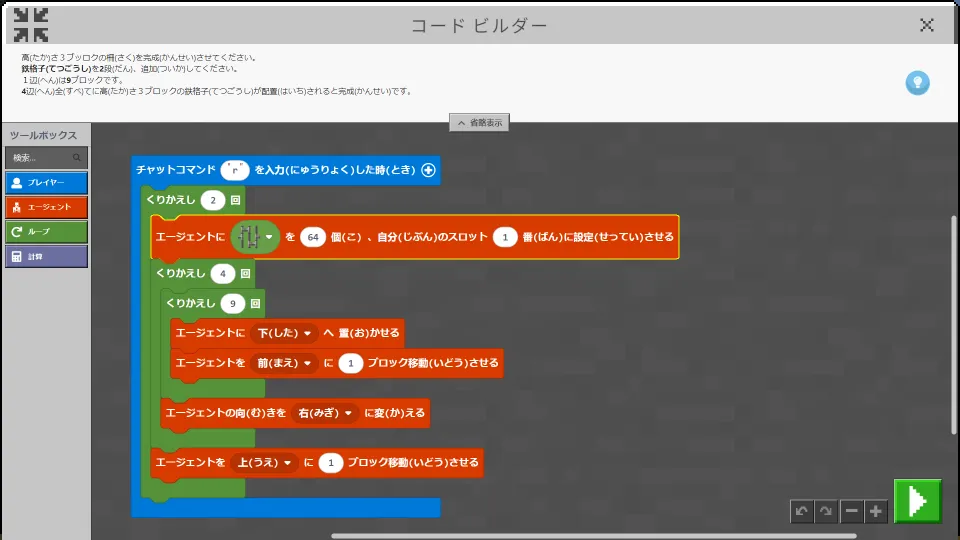 コード ビルダー
高(たか)さ３ブッロクの柵(さく)を完成(かんせい)させてください。
鉄格子(てつごうし)を2段(だん)、追加(ついか)してください。
１辺(へん)は9ブロックです。
4辺(へん)全(すべ)てに高(たか)さ３ブロックの鉄格子(てつごうし)が配置(はいち)されると完成(かんせい)です。
省略表示
ツールボックス
検索...
プレイヤー
エージェント
ループ
計算
チャットコマンド "r" を入力(にゅうりょく)した時(とき)
くりかえし 2 回
エージェントに を 64 個(こ) 、自分(じぶん)のスロット 1 番(ばん)に設定(せってい)させる
くりかえし 4 回
くりかえし 9 回
エージェントに 下(した) へ 置(お)かせる
エージェントを 前(まえ) に 1 ブロック移動(いどう)させる
エージェントの向(む)きを 右(みぎ) に変(か)える
エージェントを 上(うえ) に 1 ブロック移動(いどう)させる